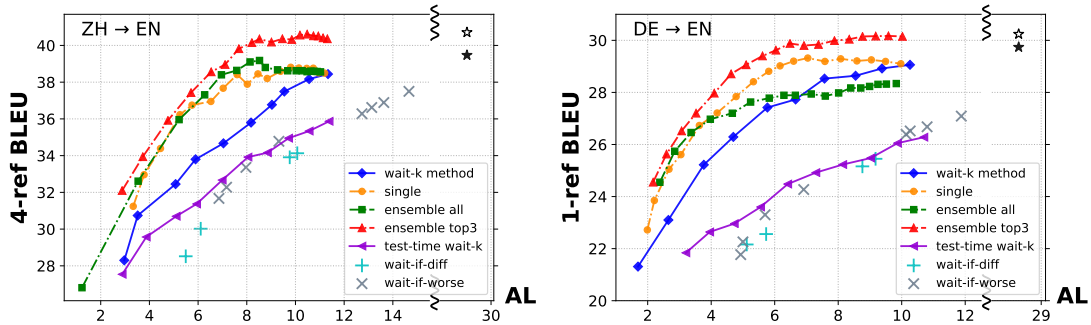 ZH → EN
4-ref BLEU
40
38
36
34
32
30
28
wait-k method
single
ensemble all
ensemble top3
test-time wait-k
wait-if-diff
wait-if-worse
2 4 6 8 10 12 14 30
AL
DE → EN
1-ref BLEU
30
28
26
24
22
20
wait-k method
single
ensemble all
ensemble top3
test-time wait-k
wait-if-diff
wait-if-worse
2 4 6 8 10 12 29
AL